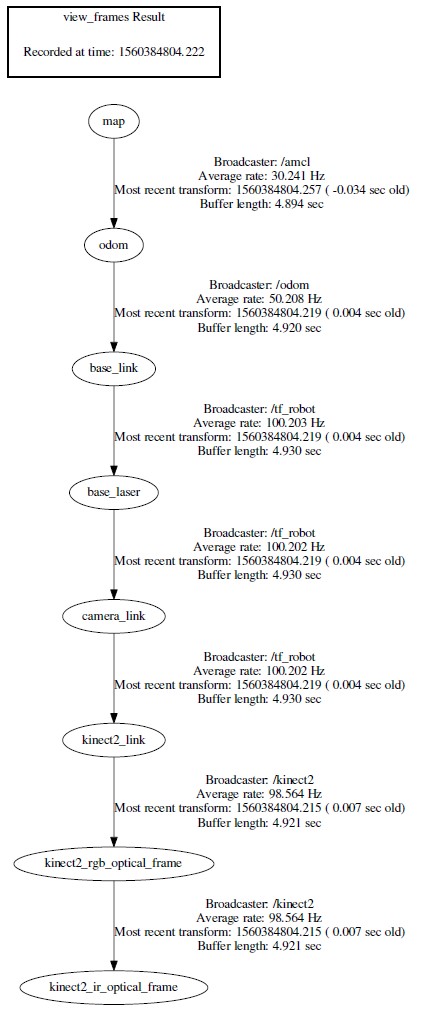 view_frames Result
Recorded at time: 1560384804.222
map
Broadcaster: /amcl
Average rate: 30.241 Hz
Most recent transform: 1560384804.257 ( -0.034 sec old)
Buffer length: 4.894 sec
odom
Broadcaster: /odom
Average rate: 50.208 Hz
Most recent transform: 1560384804.219 ( 0.004 sec old)
Buffer length: 4.920 sec
base_link
Broadcaster: /tf_robot
Average rate: 100.203 Hz
Most recent transform: 1560384804.219 ( 0.004 sec old)
Buffer length: 4.930 sec
base_laser
Broadcaster: /tf_robot
Average rate: 100.202 Hz
Most recent transform: 1560384804.219 ( 0.004 sec old)
Buffer length: 4.930 sec
camera_link
Broadcaster: /tf_robot
Average rate: 100.202 Hz
Most recent transform: 1560384804.219 ( 0.004 sec old)
Buffer length: 4.930 sec
kinect2_link
Broadcaster: /kinect2
Average rate: 98.564 Hz
Most recent transform: 1560384804.215 ( 0.007 sec old)
Buffer length: 4.921 sec
kinect2_rgb_optical_frame
Broadcaster: /kinect2
Average rate: 98.564 Hz
Most recent transform: 1560384804.215 ( 0.007 sec old)
Buffer length: 4.921 sec
kinect2_ir_optical_frame